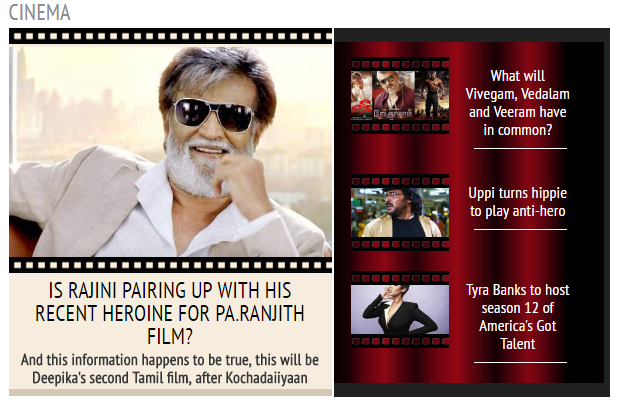 CINEMA
IS RAJINI PAIRING UP WITH HIS
RECENT HEROINE FOR PA.RANJITH
FILM?
And this information happens to be true, this will be
Deepika's second Tamil film, after Kochadaiiyaan
What will
Vivegam, Vedalam
and Veeram have
in common?
Uppi turns hippie
to play anti-hero
Tyra Banks to host
season 12 of
America's Got
Talent